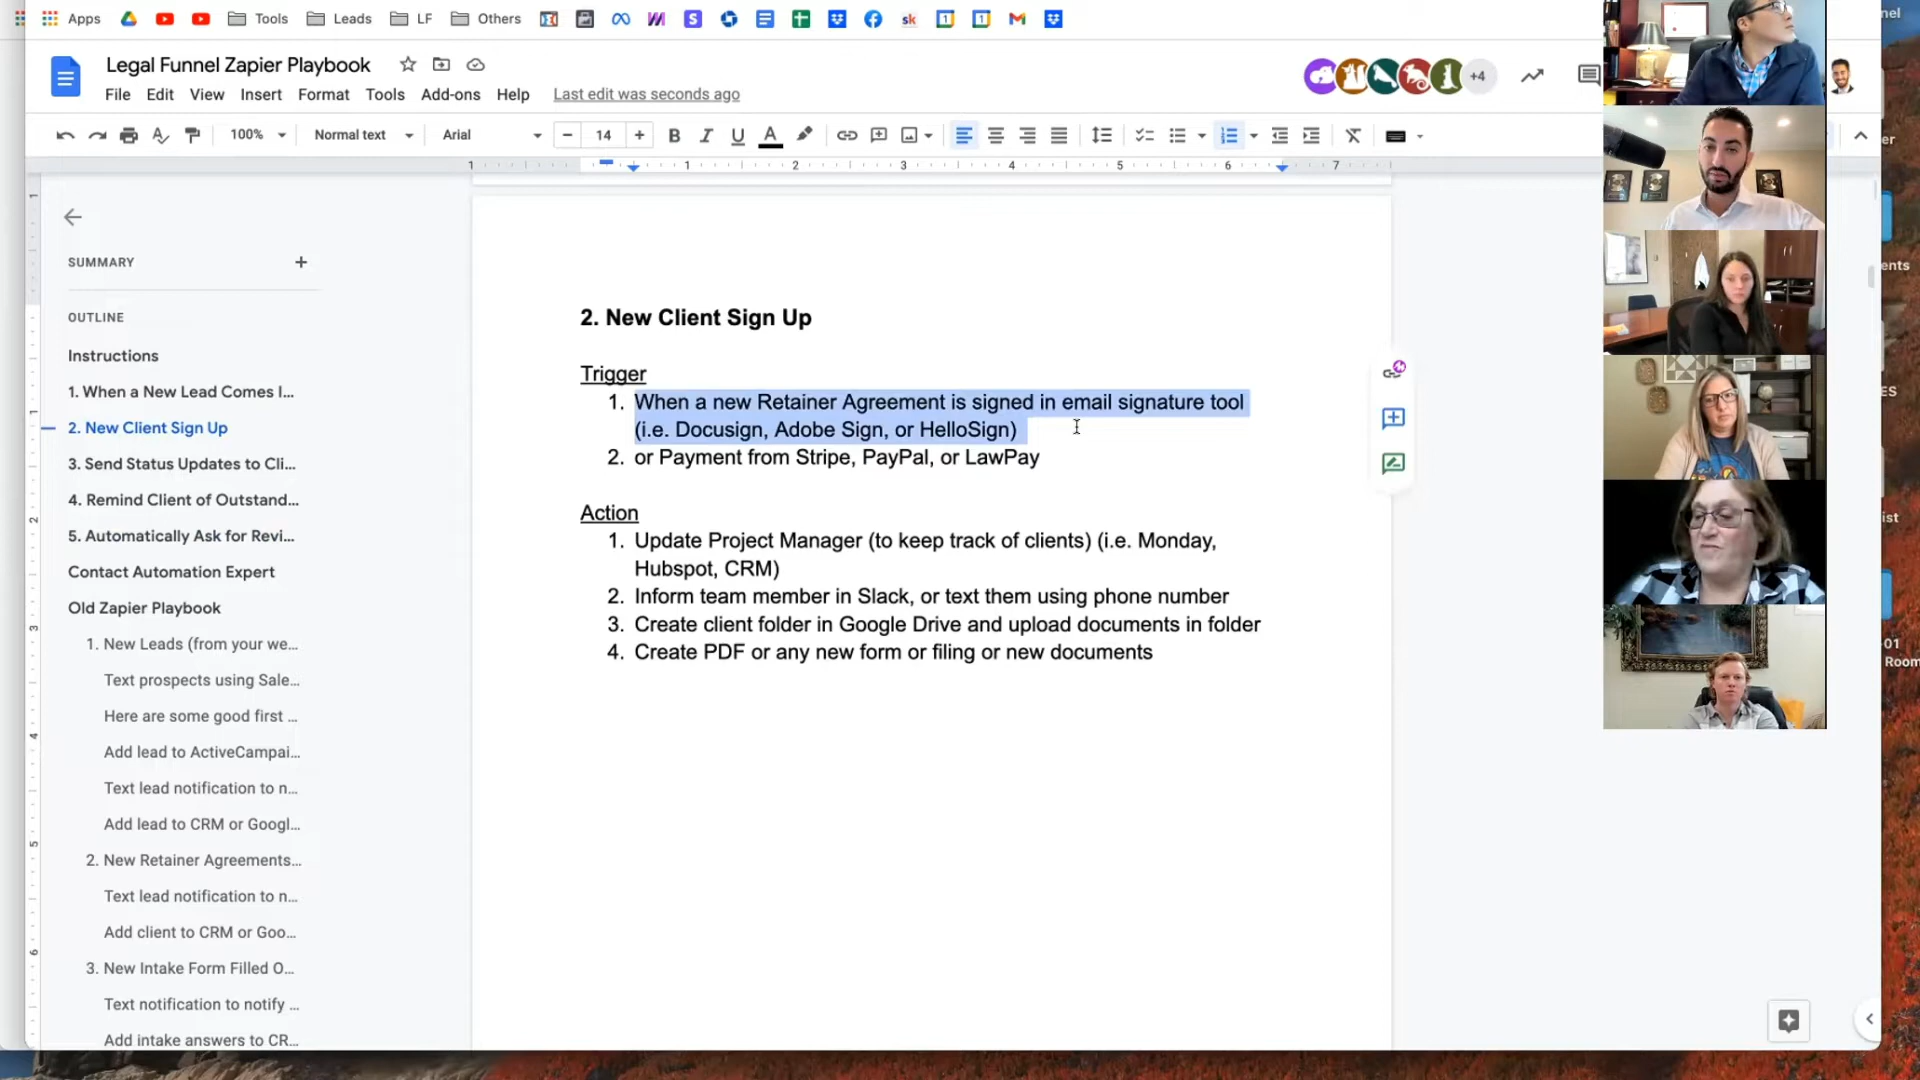 Apps
Tools
Leads
LF
Others
Legal Funnel Zapier Playbook
+4
File Edit View Insert Format Tools Add-ons Help Last edit was seconds ago
100% Normal text Arial 14
1 1 2 3 4 5 6 7
SUMMARY
OUTLINE
Instructions
1. When a New Lead Comes I...
2. New Client Sign Up
3. Send Status Updates to Cli...
4. Remind Client of Outstand...
5. Automatically Ask for Revi...
Contact Automation Expert
Old Zapier Playbook
1. New Leads (from your we...
Text prospects using Sale...
Here are some good first ...
Add lead to ActiveCampai...
Text lead notification to n...
Add lead to CRM or Googl...
2. New Retainer Agreements...
Text lead notification to n...
Add client to CRM or Goo...
3. New Intake Form Filled O...
Text notification to notify ...
Add intake answers to CR...
2. New Client Sign Up
Trigger
1. When a new Retainer Agreement is signed in email signature tool
(i.e. Docusign, Adobe Sign, or HelloSign)
2. or Payment from Stripe, PayPal, or LawPay
Action
1. Update Project Manager (to keep track of clients) (i.e. Monday,
Hubspot, CRM)
2. Inform team member in Slack, or text them using phone number
3. Create client folder in Google Drive and upload documents in folder
4. Create PDF or any new form or filing or new documents